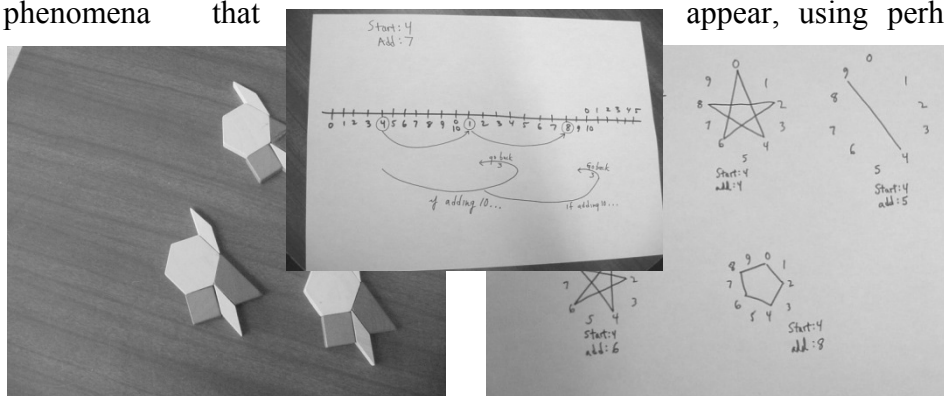 phenomena that appear, using perh
Start: 4
Add: 7
0 1 2 3 4 5
0 1 2 3 4 5 6 7 8 9 10 1 2 3 4 5 6 7 8 9 10
go back
3
go back
3
if adding 10...
if adding 10...
0
9 1
8 2
7 3
6 4
5
Start: 4
add: 4
0
9 1
8 2
3
6 4
5
Start: 4
add: 5
7 2
3
6 4
5
Start: 4
add: 6
9 0 1
8
7 2
6 3
5 4
Start: 4
add: 8